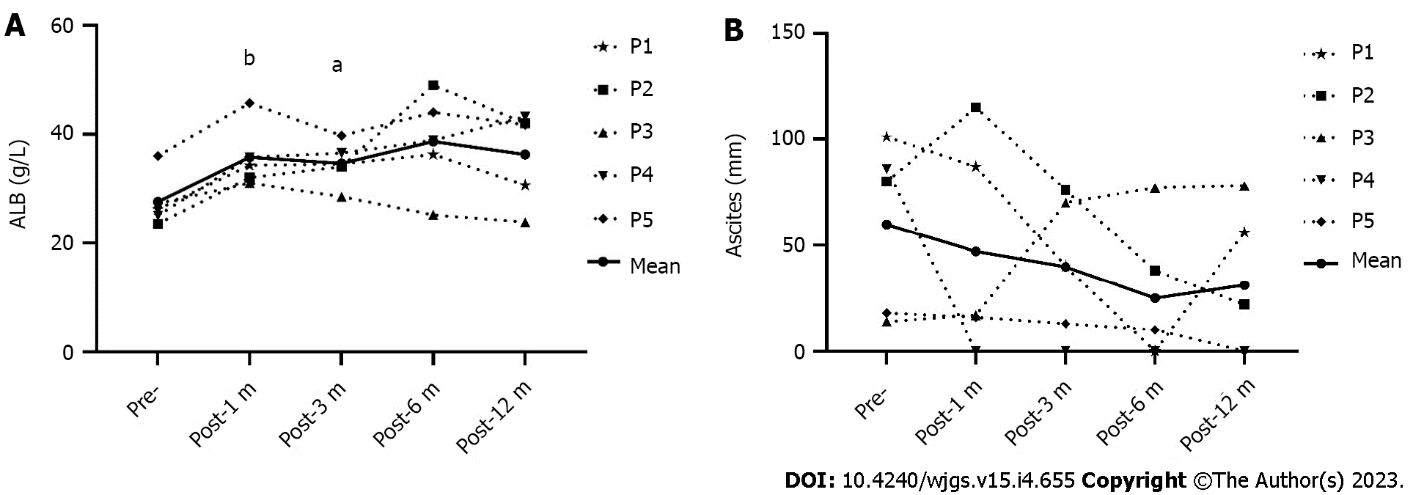 A
ALB (g/L)
60
40
20
0
b
a
Pre-
Post-1 m
Post-3 m
Post-6 m
Post-12 m
P1
P2
P3
P4
P5
Mean
B
Ascites (mm)
150
100
50
0
Pre-
Post-1 m
Post-3 m
Post-6 m
Post-12 m
P1
P2
P3
P4
P5
Mean
DOI: 10.4240/wjgs.v15.i4.655 Copyright ©The Author(s) 2023.